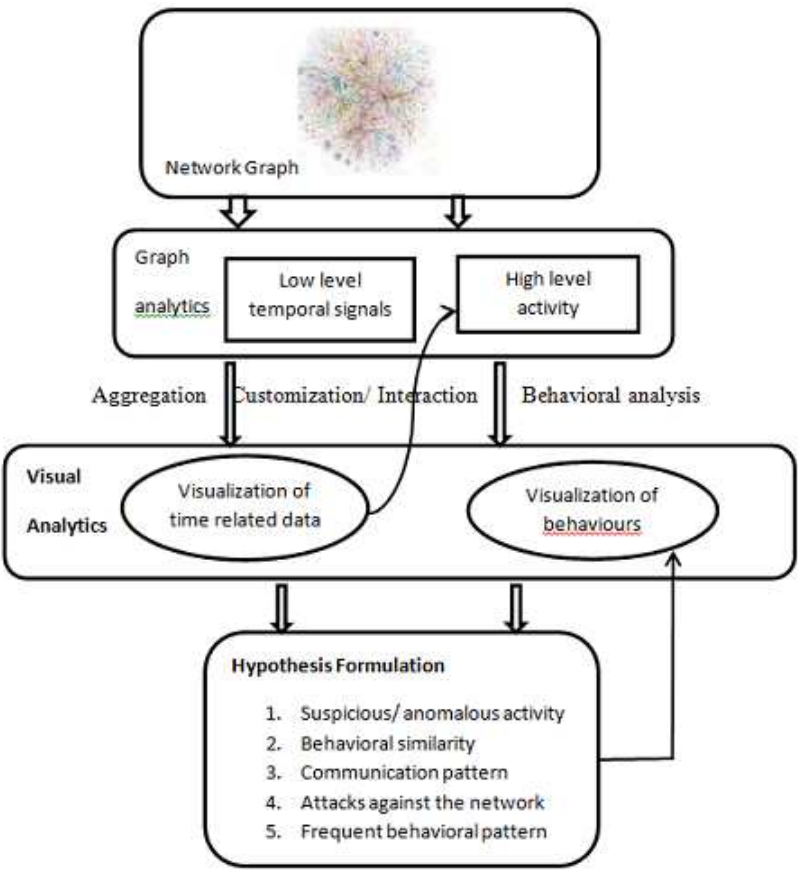 Network Graph
Graph
analytics
Low level
temporal signals
High level
activity
Aggregation
Customization/ Interaction
Behavioral analysis
Visual
Analytics
Visualization of
time related data
Visualization of
behaviours
Hypothesis Formulation
1. Suspicious/ anomalous activity
2. Behavioral similarity
3. Communication pattern
4. Attacks against the network
5. Frequent behavioral pattern